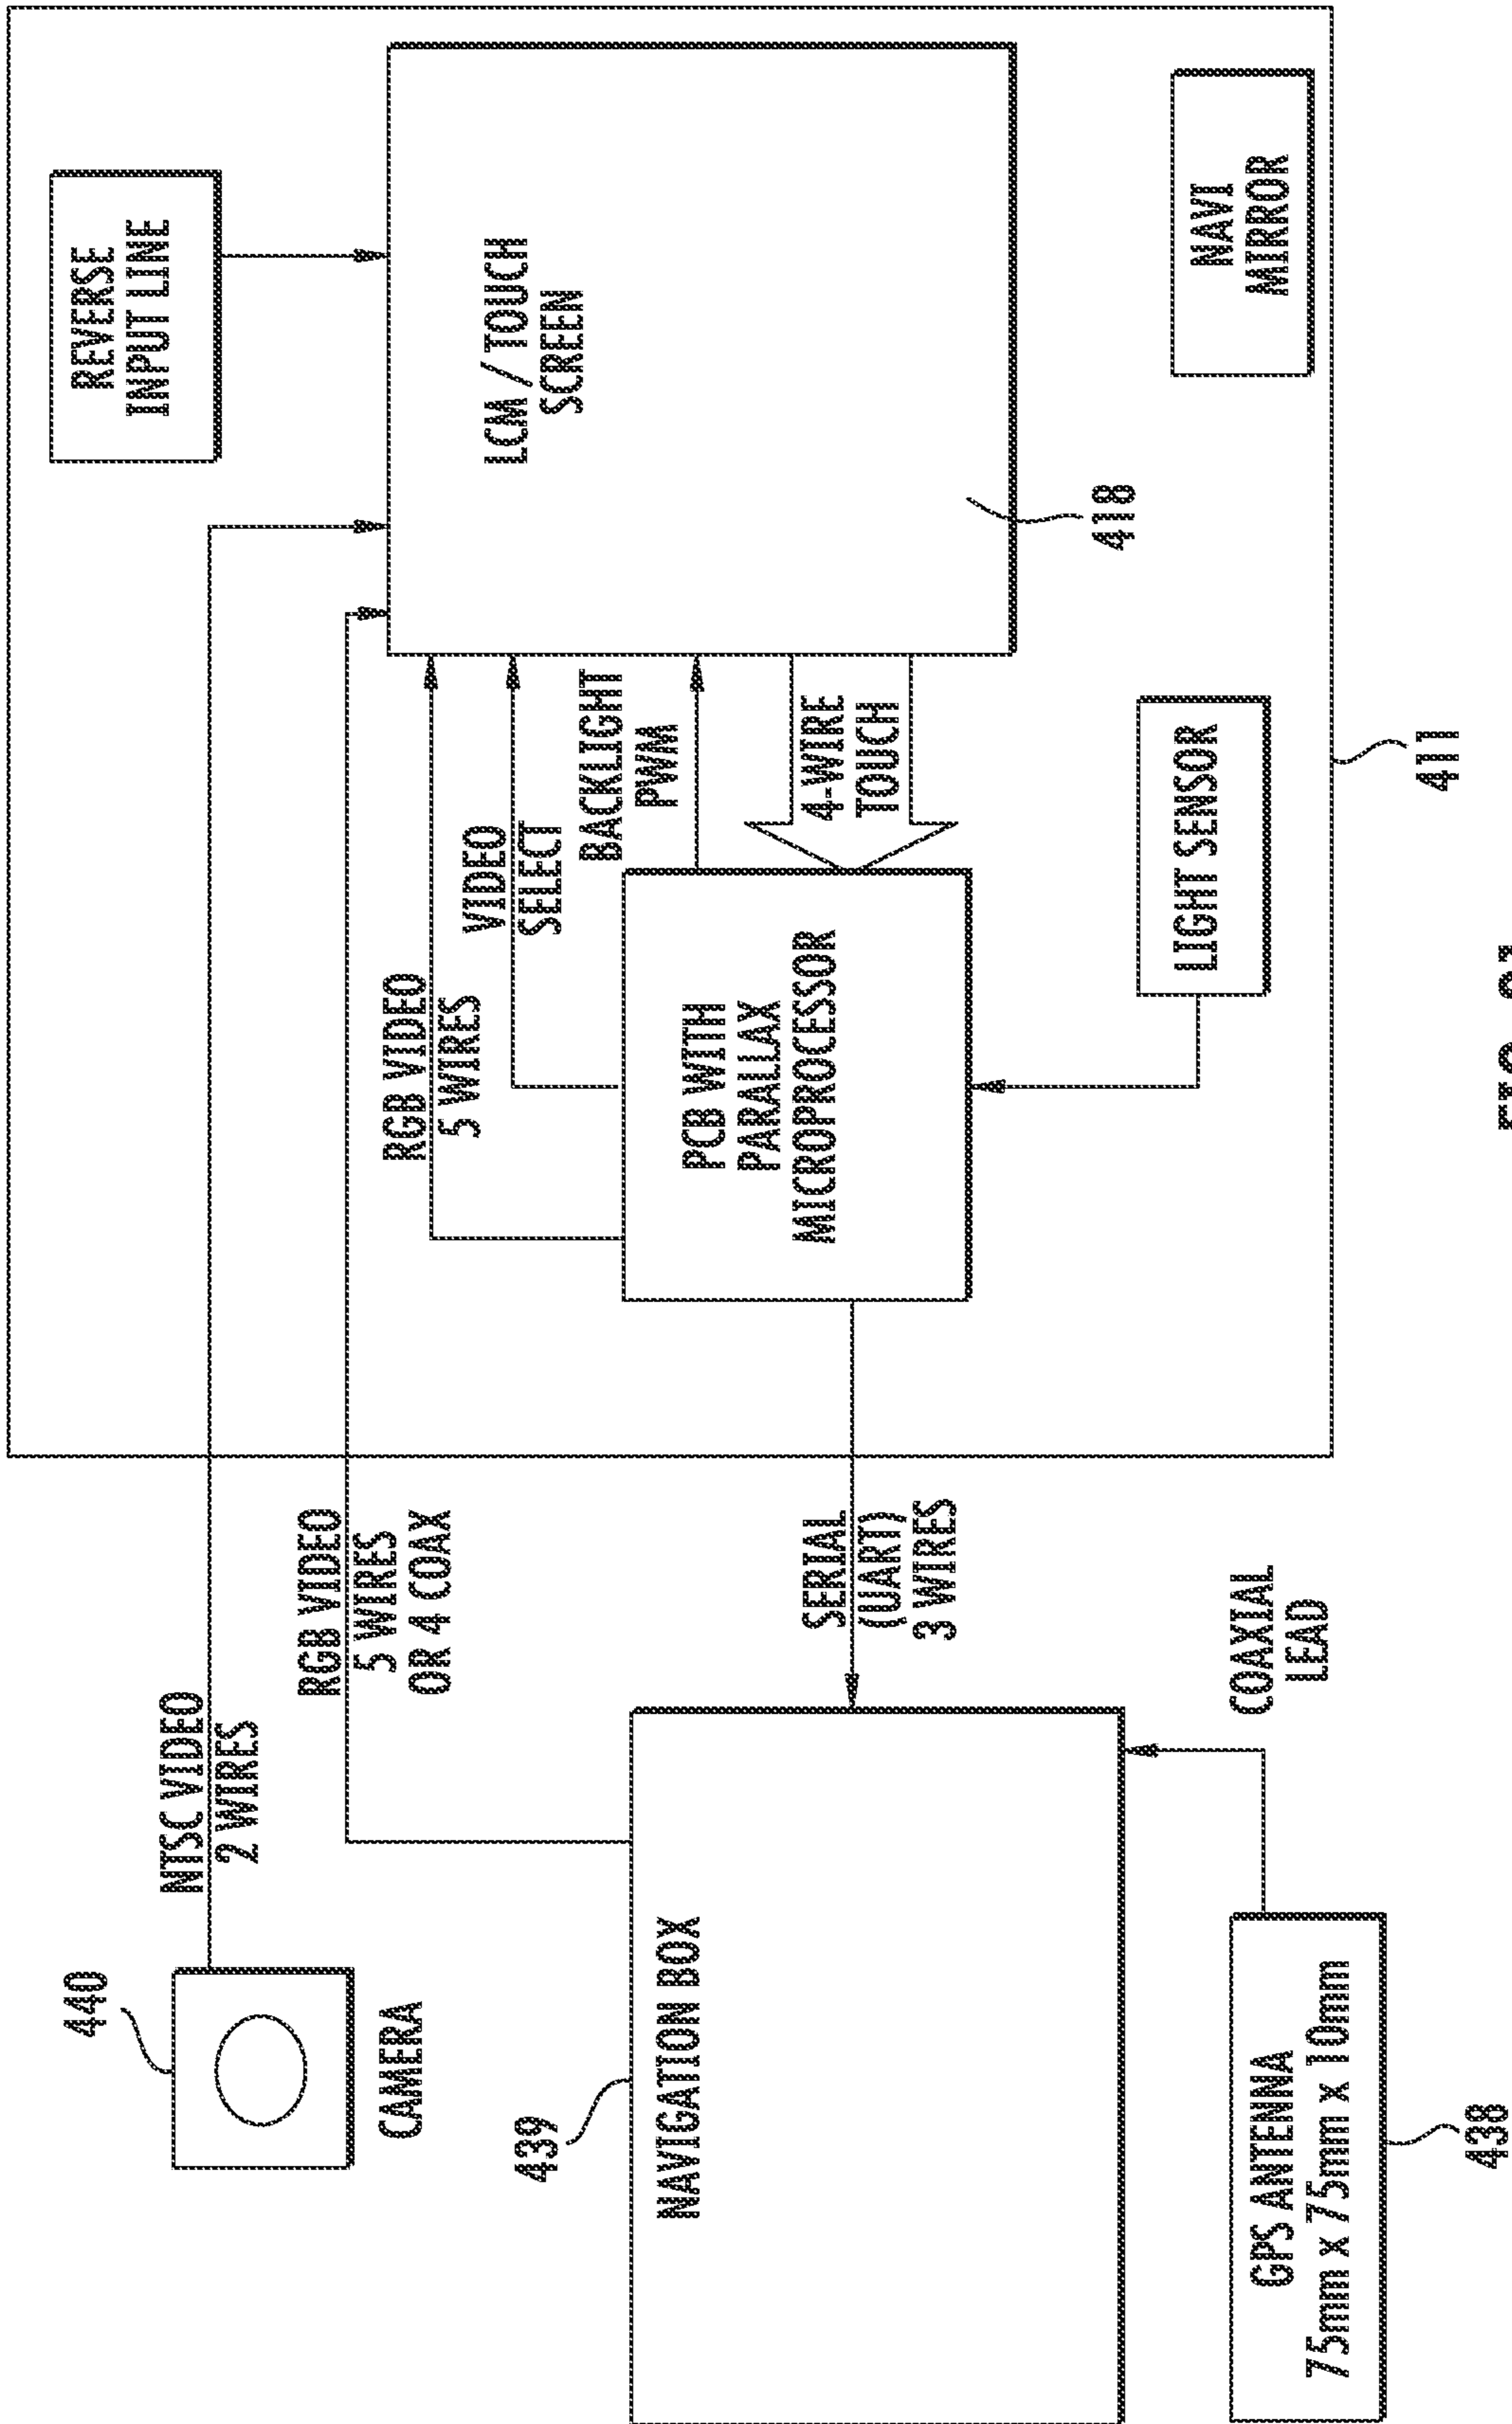 440
CAMERA
NTSC VIDEO
2 WIRES
RGB VIDEO
5 WIRES
OR 4 COAX
439
NAVIGATION BOX
SERIAL
(UART)
3 WIRES
COAXIAL
LEAD
GPS ANTENNA
75mm x 75mm x 10mm
438
REVERSE
INPUT LINE
RGB VIDEO
5 WIRES
VIDEO
SELECT
BACKLIGHT
PWM
4-WIRE
TOUCH
LCM / TOUCH
SCREEN
418
PCB WITH
PARALLAX
MICROPROCESSOR
LIGHT SENSOR
NAVI
MIRROR
411